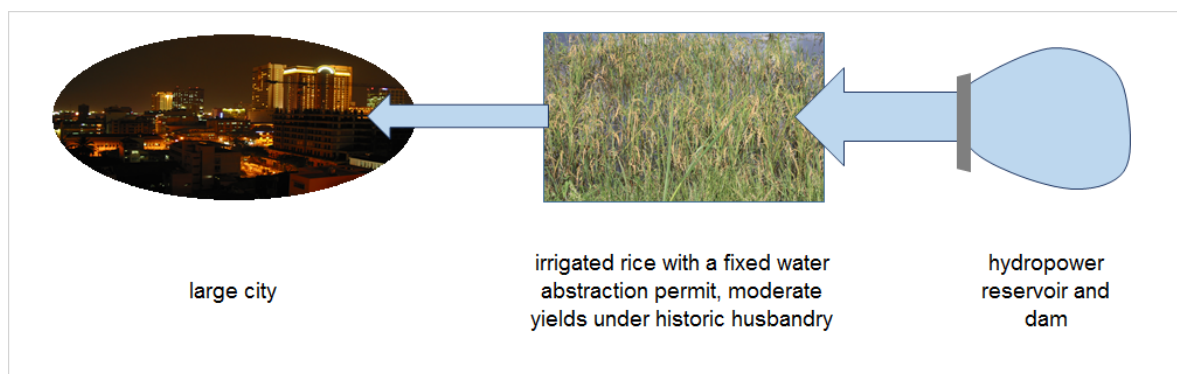 large city
irrigated rice with a fixed water
abstraction permit, moderate
yields under historic husbandry
hydropower
reservoir and
dam